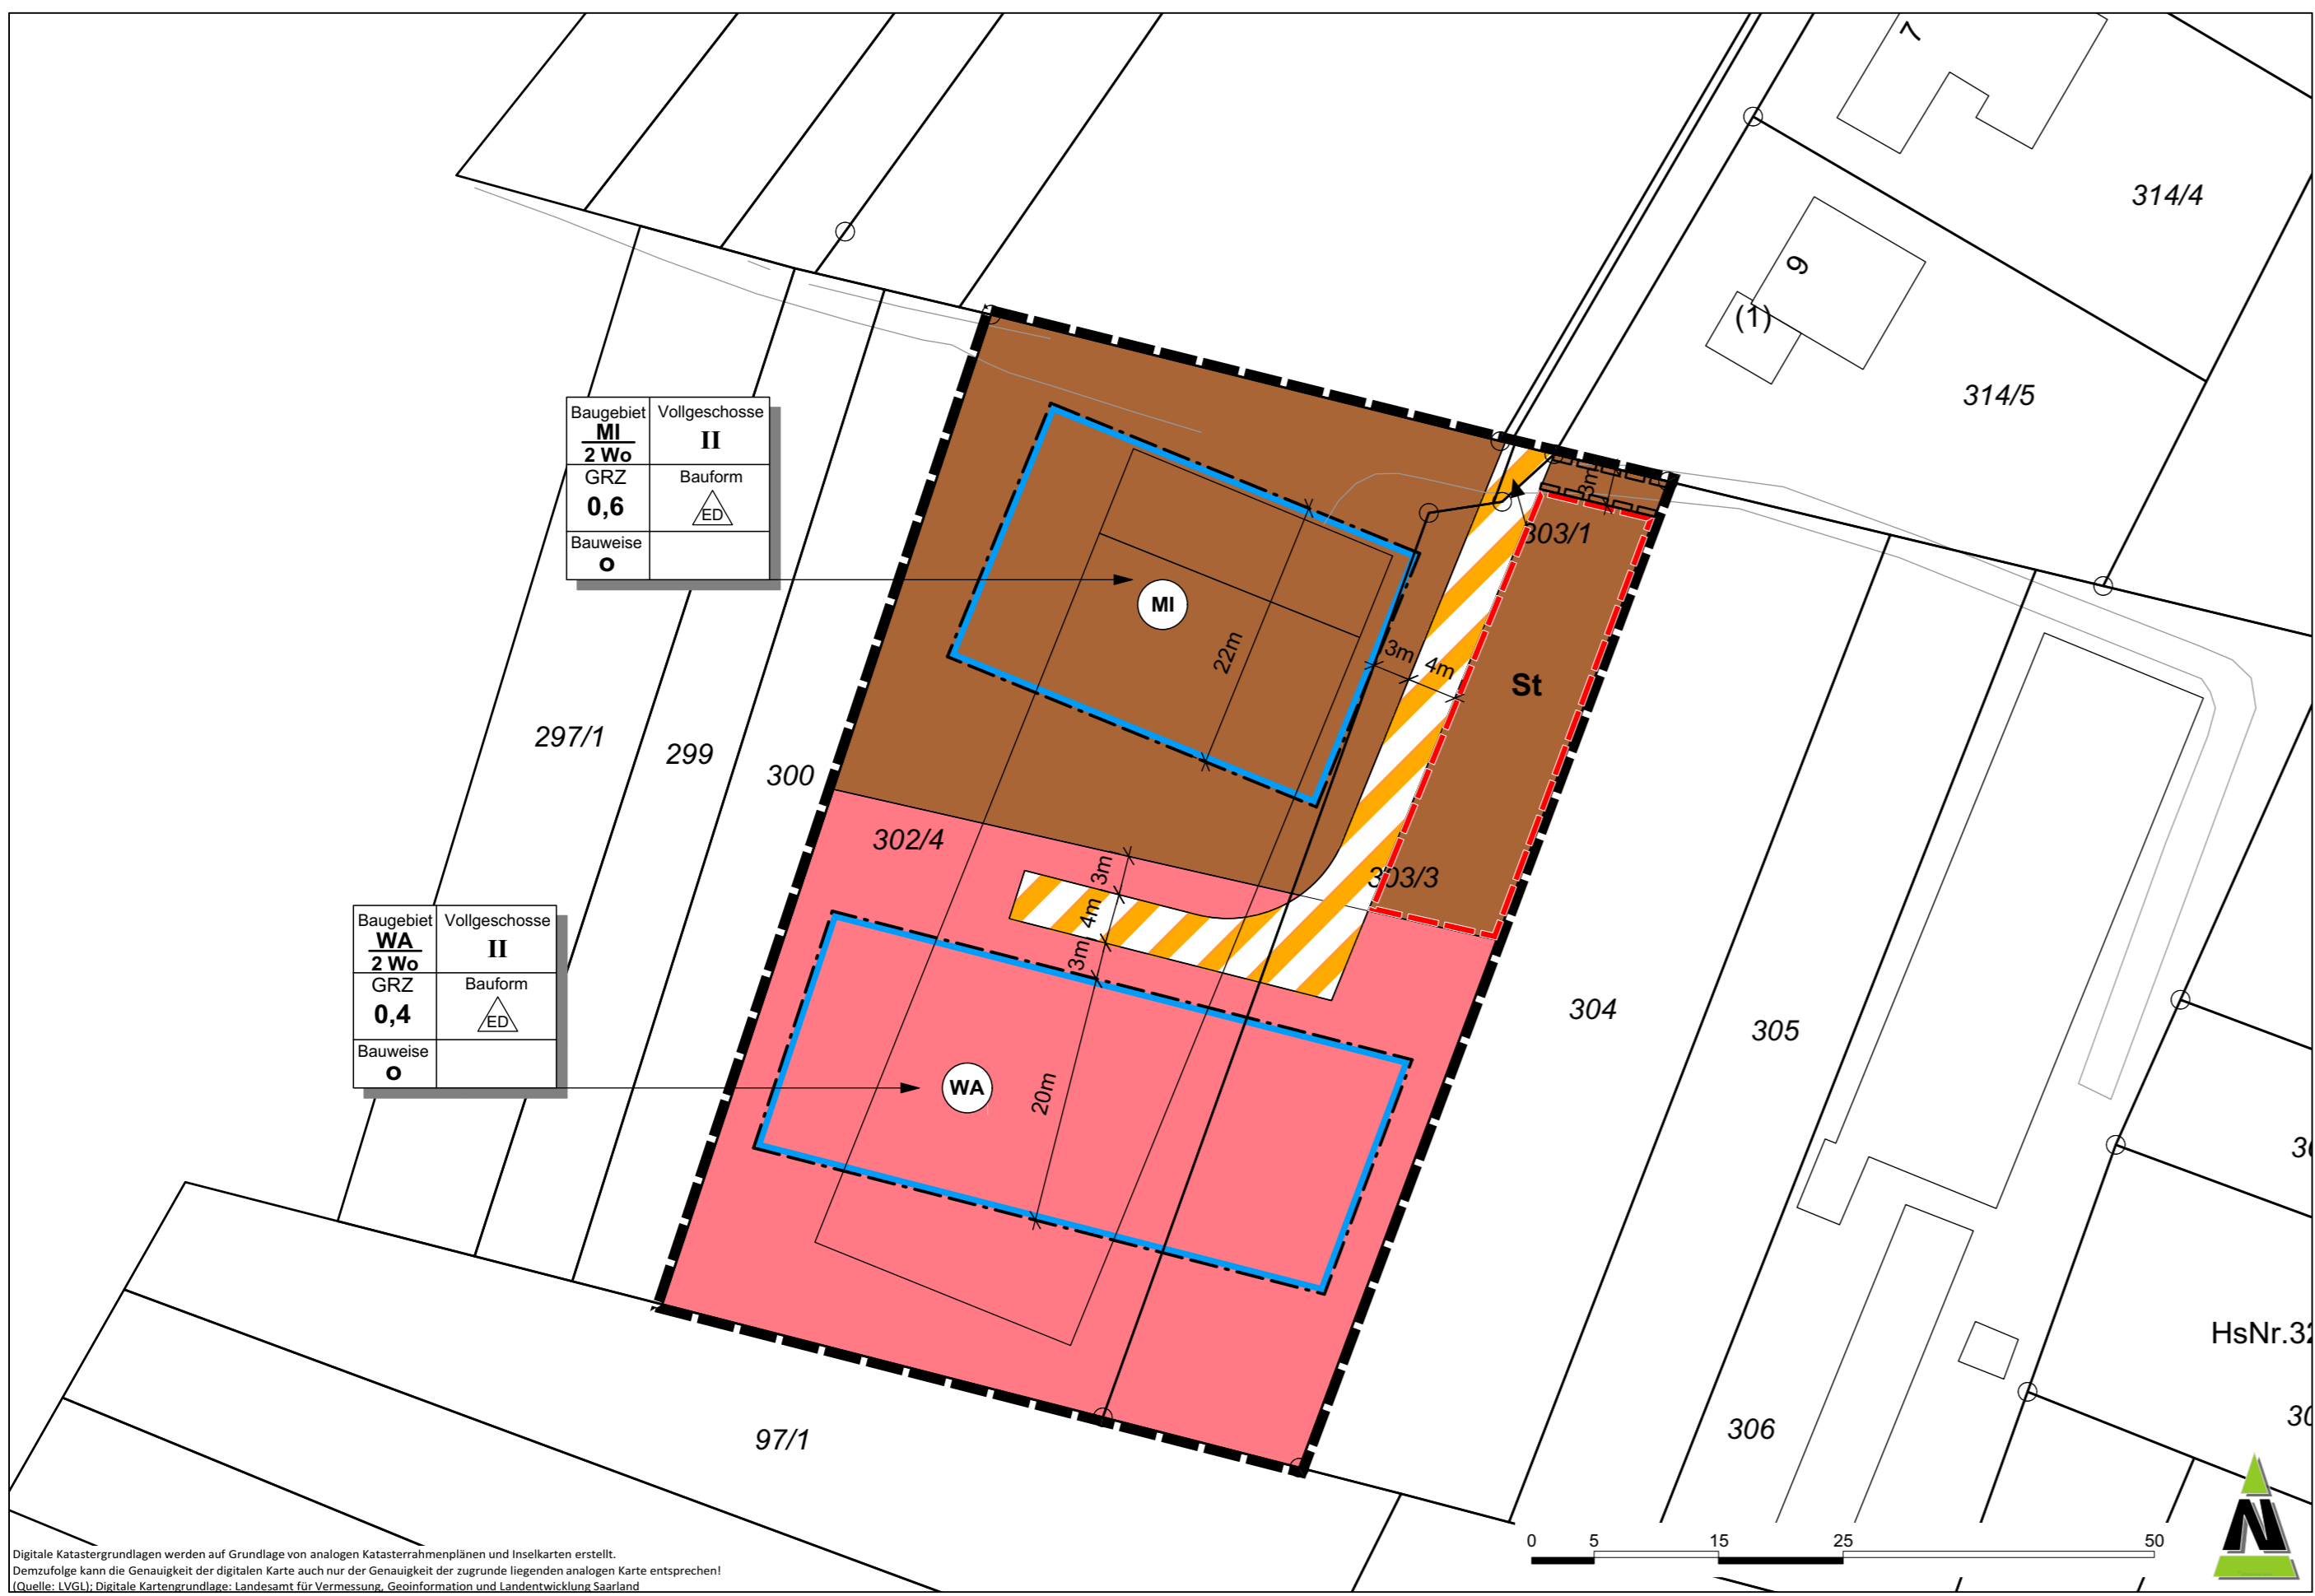 7
314/4
9
(1)
314/5
Baugebiet Vollgeschosse
MI II
2 Wo
GRZ Bauform
0,6 ED
Bauweise
o
3m
303/1
MI
22m
3m 4m
St
297/1
299
300
302/4
3m
303/3
4m
3m
Baugebiet Vollgeschosse
WA II
2 Wo
GRZ Bauform
0,4 ED
Bauweise
o
304
305
WA
20m
HsNr.32
306
97/1
0 5 15 25 50
N
Digitale Katastergrundlagen werden auf Grundlage von analogen Katasterrahmenplänen und Inselkarten erstellt.
Demzufolge kann die Genauigkeit der digitalen Karte auch nur der Genauigkeit der zugrunde liegenden analogen Karte entsprechen!
(Quelle: LVGL); Digitale Kartengrundlage: Landesamt für Vermessung, Geoinformation und Landentwicklung Saarland